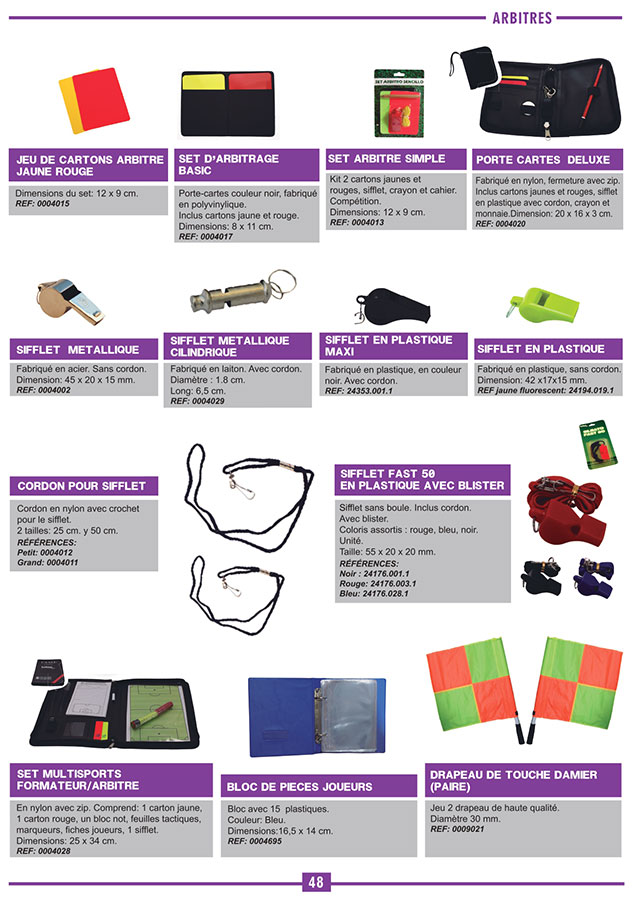 ARBITRES
JEU DE CARTONS ARBITRE
JAUNE ROUGE
Dimensions du set: 12 x 9 cm.
REF: 0004015
SET D'ARBITRAGE
BASIC
Porte-cartes couleur noir, fabriqué
en polyvinylique.
Inclus cartons jaune et rouge.
Dimensions: 8 x 11 cm.
REF: 0004017
SET ARBITRO SENCILLO
SET ARBITRE SIMPLE
Kit 2 cartons jaunes et
rouges, sifflet, crayon et cahier.
Compétition.
Dimensions: 12 x 9 cm.
REF: 0004013
PORTE CARTES DELUXE
Fabriqué en nylon, fermeture avec zip.
Inclus cartons jaunes et rouges, sifflet
en plastique avec cordon, crayon et
monnaie.Dimension: 20 x 16 x 3 cm.
REF: 0004020
SIFFLET METALLIQUE
Fabriqué en acier. Sans cordon.
Dimension: 45 x 20 x 15 mm.
REF: 0004002
SIFFLET METALLIQUE
CILINDRIQUE
Fabriqué en laiton. Avec cordon.
Diamètre : 1.8 cm.
Long: 6,5 cm.
REF: 0004029
SIFFLET EN PLASTIQUE
MAXI
Fabriqué en plastique, en couleur
noir. Avec cordon.
REF: 24353.001.1
SIFFLET EN PLASTIQUE
Fabriqué en plastique, sans cordon.
Dimension: 42 x17x15 mm.
REF jaune fluorescent: 24194.019.1
CORDON POUR SIFFLET
Cordon en nylon avec crochet
pour le sifflet.
2 tailles: 25 cm. y 50 cm.
RÉFÉRENCES:
Petit: 0004012
Grand: 0004011
SIFFLET FAST 50
EN PLASTIQUE AVEC BLISTER
Sifflet sans boule. Inclus cordon.
Avec blister.
Coloris assortis : rouge, bleu, noir.
Unité.
Taille: 55 x 20 x 20 mm.
RÉFÉRENCES:
Noir : 24176.001.1
Rouge: 24176.003.1
Bleu: 24176.028.1
SET MULTISPORTS
FORMATEUR/ARBITRE
En nylon avec zip. Comprend: 1 carton jaune,
1 carton rouge, un bloc not, feuilles tactiques,
marqueurs, fiches joueurs, 1 sifflet.
Dimensions: 25 x 34 cm.
REF: 0004028
BLOC DE PIECES JOUEURS
Bloc avec 15 plastiques.
Couleur: Bleu.
Dimensions:16,5 x 14 cm.
REF: 0004695
DRAPEAU DE TOUCHE DAMIER
(PAIRE)
Jeu 2 drapeau de haute qualité.
Diamètre 30 mm.
REF: 0009021
48